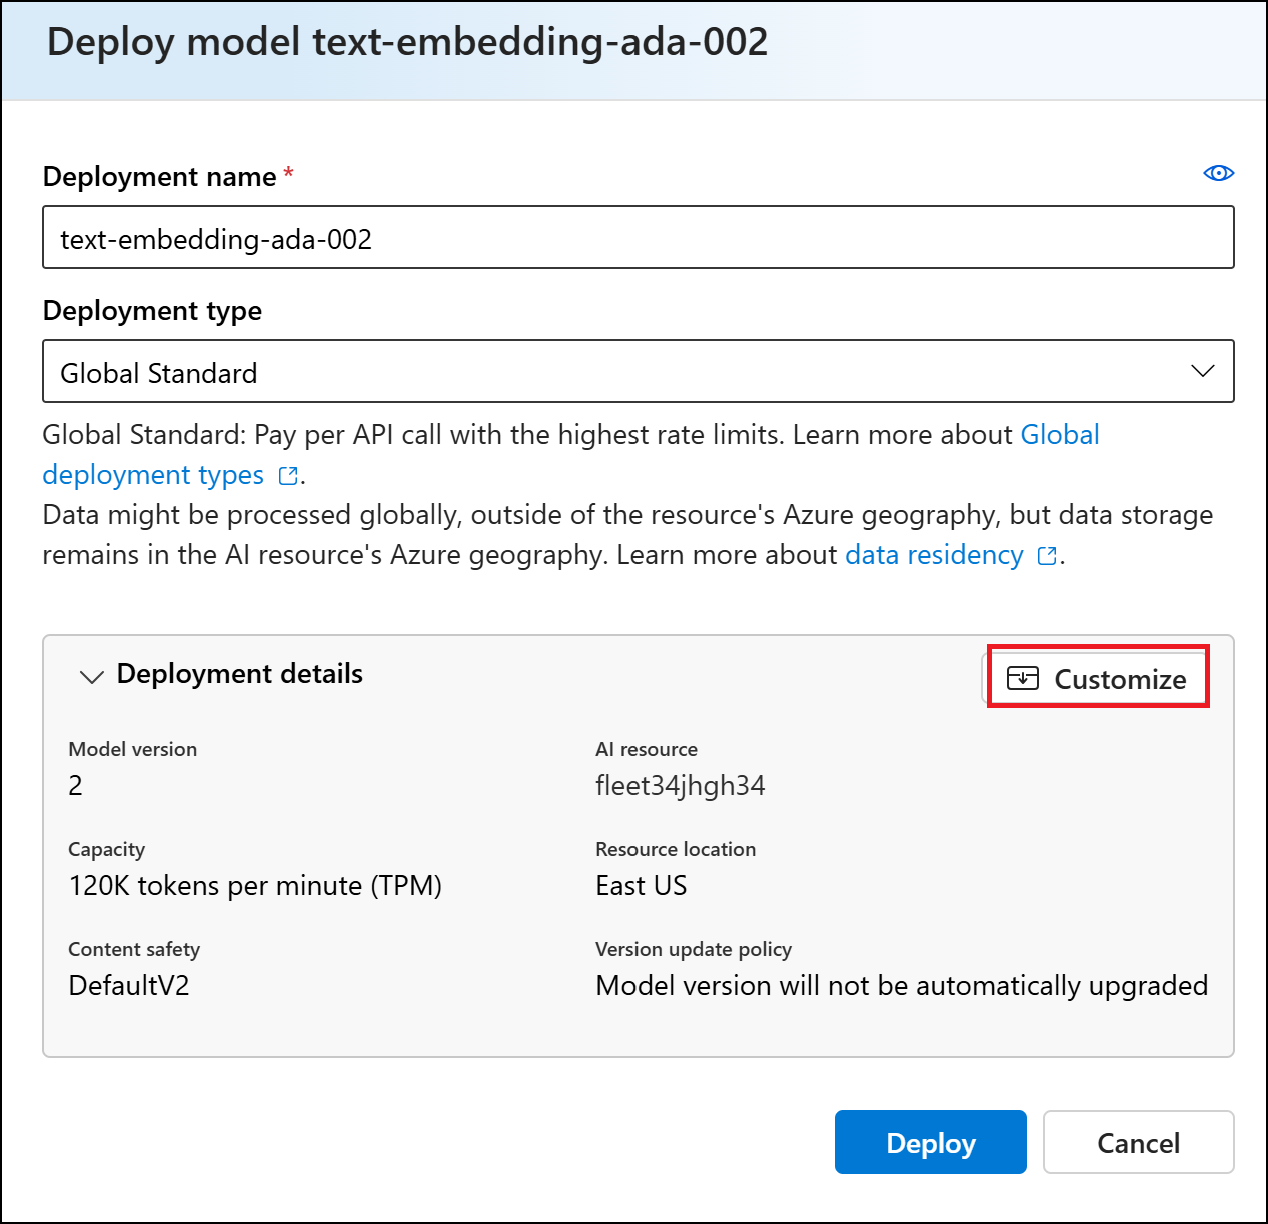 Deploy model text-embedding-ada-002
Deployment name *
text-embedding-ada-002
Deployment type
Global Standard
Global Standard: Pay per API call with the highest rate limits. Learn more about Global
deployment types .
Data might be processed globally, outside of the resource's Azure geography, but data storage
remains in the AI resource's Azure geography. Learn more about data residency .
Deployment details
Customize
Model version
2
AI resource
fleet34jhgh34
Capacity
120K tokens per minute (TPM)
Resource location
East US
Content safety
DefaultV2
Version update policy
Model version will not be automatically upgraded
Deploy
Cancel